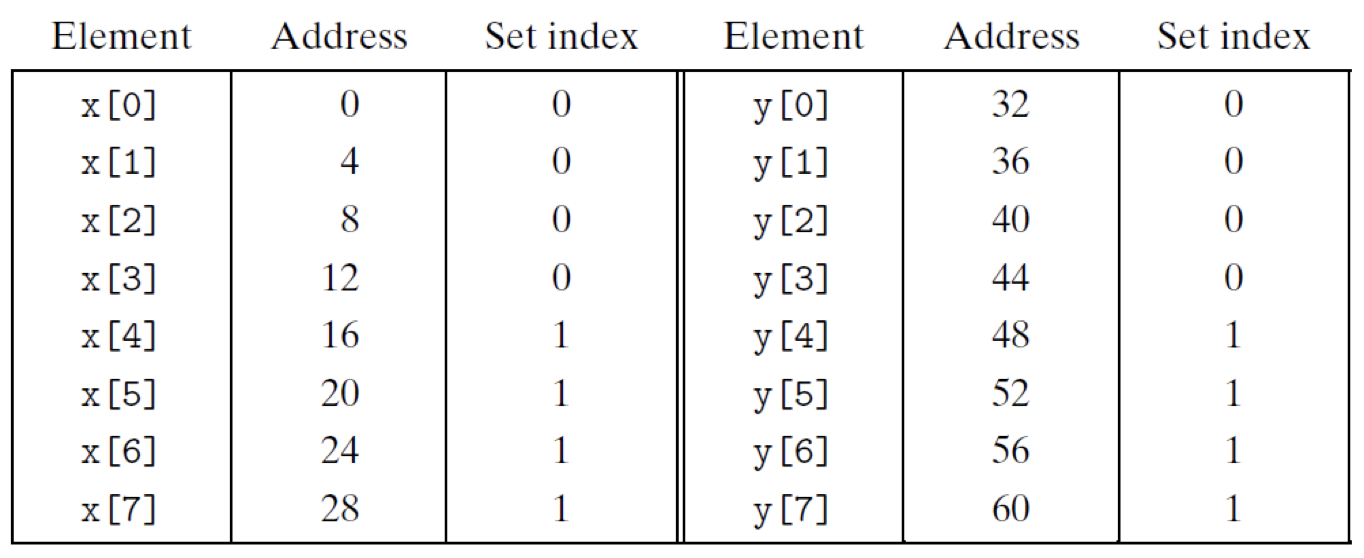 Element Address Set index Element Address Set index
x[0] 0 0 y[0] 32 0
x[1] 4 0 y[1] 36 0
x[2] 8 0 y[2] 40 0
x[3] 12 0 y[3] 44 0
x[4] 16 1 y[4] 48 1
x[5] 20 1 y[5] 52 1
x[6] 24 1 y[6] 56 1
x[7] 28 1 y[7] 60 1